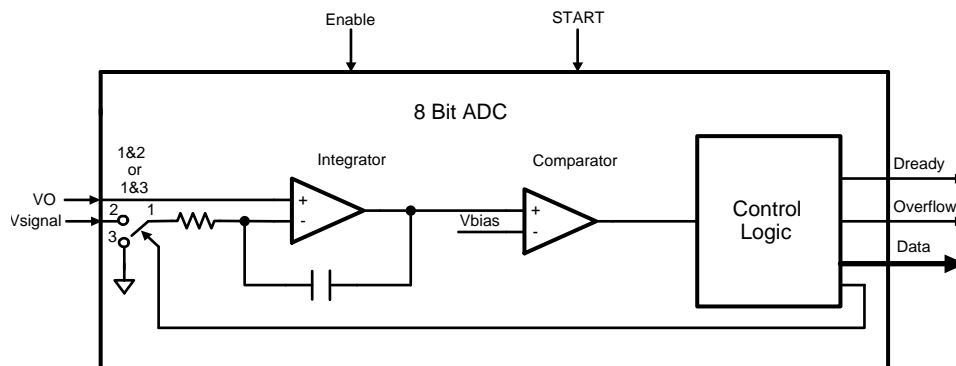 Enable
START
8 Bit ADC
1&2
or
1&3
Integrator
Comparator
Dready
VO
2
1
+
+
Vsignal
-
Vbias
-
Control
Logic
Overflow
3
Data